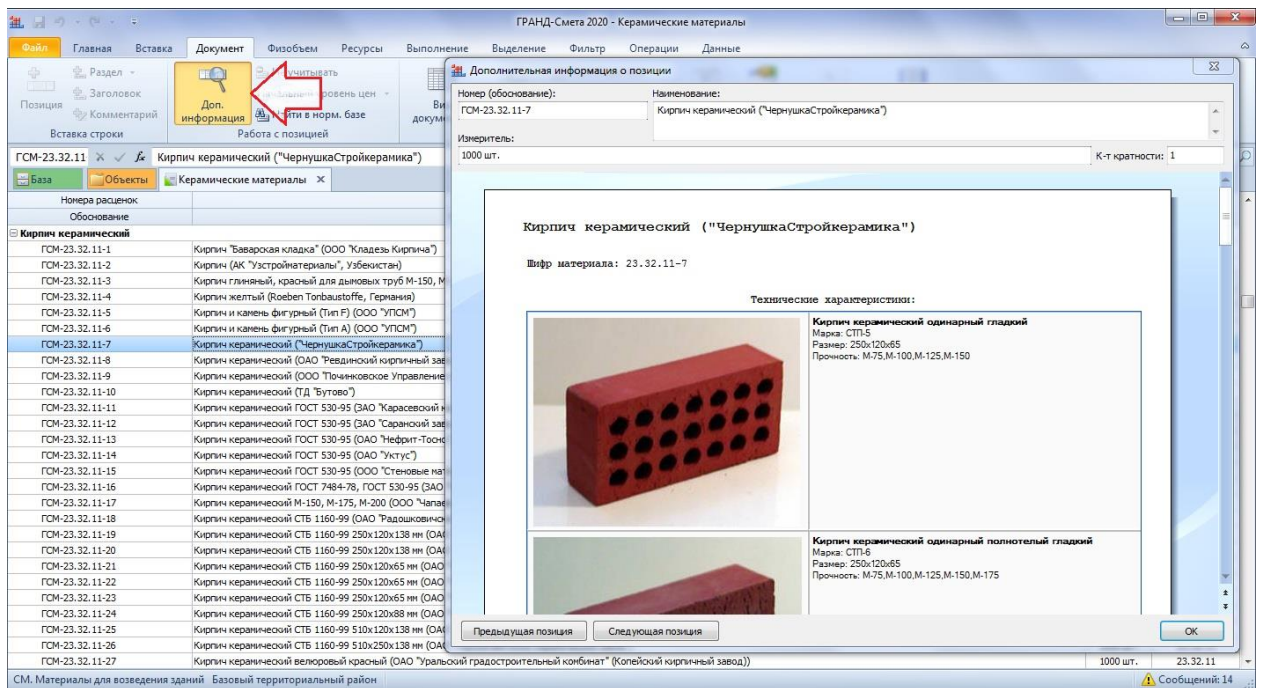 ГРАНД-Смета 2020 - Керамические материалы
Файл Главная Вставка Документ Физобъем Ресурсы Выполнение Выделение Фильтр Операции Данные
Позиция
Раздел
Заголовок
Комментарий
Вставка строки
Доп. информация
Найти в норм. базе
Работа с позицией
ГСМ-23.32.11 fx Кирпич керамический ("ЧернушкаСтройкерамика")
База Объекты Керамические материалы
Номера расценок
Обоснование
Кирпич керамический
ГСМ-23.32.11-1 Кирпич "Баварская кладка" (ООО "Кладезь Кирпича")
ГСМ-23.32.11-2 Кирпич (АК "Узстройматериалы", Узбекистан)
ГСМ-23.32.11-3 Кирпич глиняный, красный для дымовых труб М-150, М
ГСМ-23.32.11-4 Кирпич желтый (Roeben Tonbaustoffe, Германия)
ГСМ-23.32.11-5 Кирпич и камень фигурный (Тип F) (ООО "УПСМ")
ГСМ-23.32.11-6 Кирпич и камень фигурный (Тип А) (ООО "УПСМ")
ГСМ-23.32.11-7 Кирпич керамический ("ЧернушкаСтройкерамика")
ГСМ-23.32.11-8 Кирпич керамический (ОАО "Ревдинский кирпичный зав
ГСМ-23.32.11-9 Кирпич керамический (ООО "Починковское Управление
ГСМ-23.32.11-10 Кирпич керамический (ТД "Бутово")
ГСМ-23.32.11-11 Кирпич керамический ГОСТ 530-95 (ЗАО "Карасевский
ГСМ-23.32.11-12 Кирпич керамический ГОСТ 530-95 (ЗАО "Саранский зав
ГСМ-23.32.11-13 Кирпич керамический ГОСТ 530-95 (ОАО "Нефрит-Тосно
ГСМ-23.32.11-14 Кирпич керамический ГОСТ 530-95 (ОАО "Уктус")
ГСМ-23.32.11-15 Кирпич керамический ГОСТ 530-95 (ООО "Стеновые мат
ГСМ-23.32.11-16 Кирпич керамический ГОСТ 7484-78, ГОСТ 530-95 (ЗАО
ГСМ-23.32.11-17 Кирпич керамический М-150, М-175, М-200 (ООО "Чапае
ГСМ-23.32.11-18 Кирпич керамический СТБ 1160-99 (ОАО "Радошковичс
ГСМ-23.32.11-19 Кирпич керамический СТБ 1160-99 250х120х138 мм (ОАО
ГСМ-23.32.11-20 Кирпич керамический СТБ 1160-99 250х120х138 мм (ОАО
ГСМ-23.32.11-21 Кирпич керамический СТБ 1160-99 250х120х65 мм (ОАО
ГСМ-23.32.11-22 Кирпич керамический СТБ 1160-99 250х120х65 мм (ОАО
ГСМ-23.32.11-23 Кирпич керамический СТБ 1160-99 250х120х65 мм (ОАО
ГСМ-23.32.11-24 Кирпич керамический СТБ 1160-99 250х120х88 мм (ОАО
ГСМ-23.32.11-25 Кирпич керамический СТБ 1160-99 510х120х138 мм (ОАО
ГСМ-23.32.11-26 Кирпич керамический СТБ 1160-99 510х250х138 мм (ОАО
ГСМ-23.32.11-27 Кирпич керамический велюровый красный (ОАО "Уральский градостроительный комбинат" (Копейский кирпичный завод)) 1000 шт. 23.32.11
Дополнительная информация о позиции
Номер (обоснование): Наименование:
ГСМ-23.32.11-7 Кирпич керамический ("ЧернушкаСтройкерамика")
Измеритель:
1000 шт. К-т кратности: 1
Кирпич керамический ("ЧернушкаСтройкерамика")
Шифр материала: 23.32.11-7
Технические характеристики:
Кирпич керамический одинарный гладкий
Марка: СТП-5
Размер: 250х120х65
Прочность: М-75,М-100,М-125,М-150
Кирпич керамический одинарный полнотелый гладкий
Марка: СТП-6
Размер: 250х120х65
Прочность: М-75,М-100,М-125,М-150,М-175
Предыдущая позиция Следующая позиция OK
СМ. Материалы для возведения зданий Базовый территориальный район Сообщений: 14